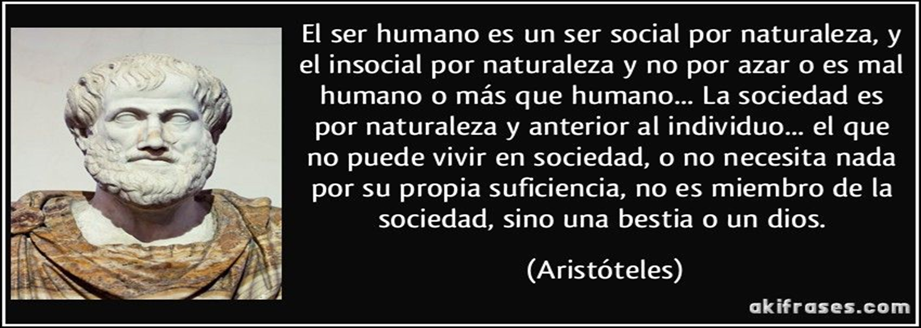 El ser humano es un ser social por naturaleza, y
el insocial por naturaleza y no por azar o es mal
humano o más que humano... La sociedad es
por naturaleza y anterior al individuo... el que
no puede vivir en sociedad, o no necesita nada
por su propia suficiencia, no es miembro de la
sociedad, sino una bestia o un dios.
(Aristóteles)
akifrases.com